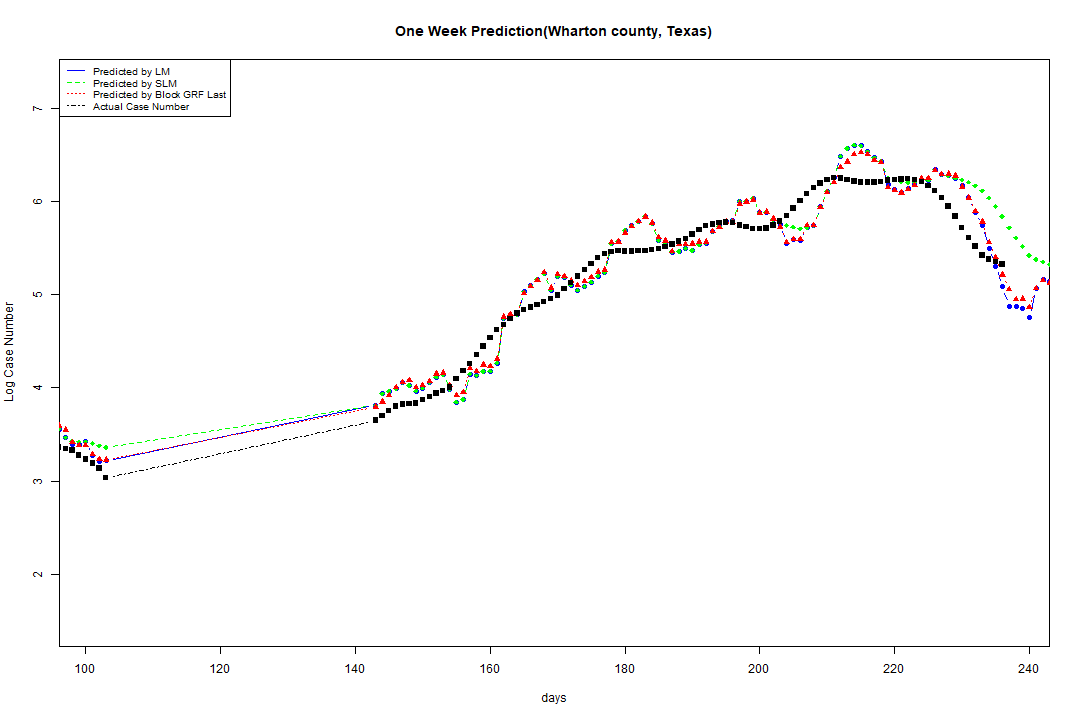 One Week Prediction(Wharton county, Texas)
Predicted by LM
Predicted by SLM
Predicted by Block GRF Last
Actual Case Number
7
6
5
4
3
2
Log Case Number
100 120 140 160 180 200 220 240
days